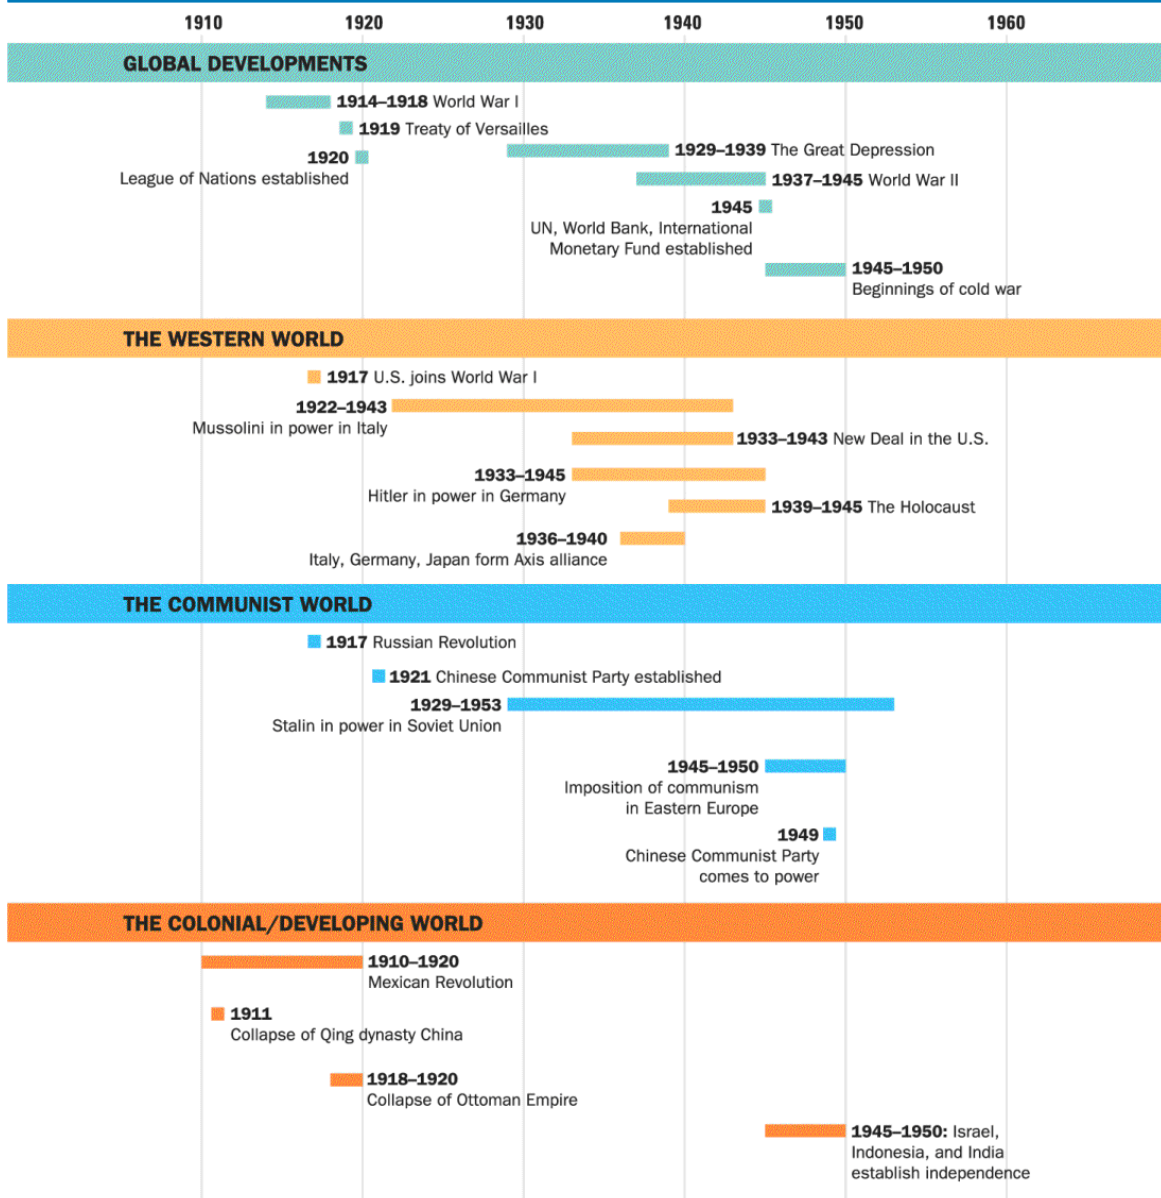 1910 1920 1930 1940 1950 1960
GLOBAL DEVELOPMENTS
1914–1918 World War I
1919 Treaty of Versailles
1920
League of Nations established
1929–1939 The Great Depression
1937–1945 World War II
1945
UN, World Bank, International
Monetary Fund established
1945–1950
Beginnings of cold war
THE WESTERN WORLD
1917 U.S. joins World War I
1922–1943
Mussolini in power in Italy
1933–1943 New Deal in the U.S.
1933–1945
Hitler in power in Germany
1939–1945 The Holocaust
1936–1940
Italy, Germany, Japan form Axis alliance
THE COMMUNIST WORLD
1917 Russian Revolution
1921 Chinese Communist Party established
1929–1953
Stalin in power in Soviet Union
1945–1950
Imposition of communism
in Eastern Europe
1949
Chinese Communist Party
comes to power
THE COLONIAL/DEVELOPING WORLD
1910–1920
Mexican Revolution
1911
Collapse of Qing dynasty China
1918–1920
Collapse of Ottoman Empire
1945–1950: Israel,
Indonesia, and India
establish independence